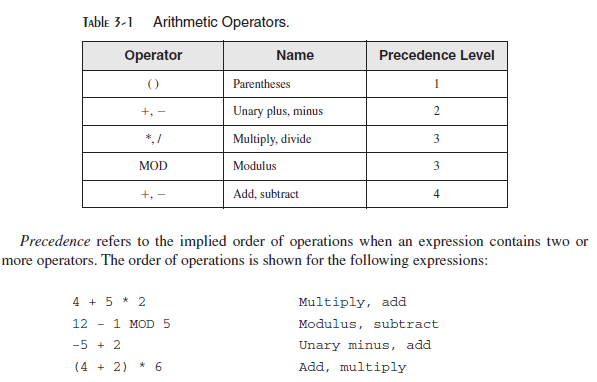 TABLE 3-1 Arithmetic Operators.
Operator Name Precedence Level
( ) Parentheses 1
+, − Unary plus, minus 2
*, / Multiply, divide 3
MOD Modulus 3
+, − Add, subtract 4
Precedence refers to the implied order of operations when an expression contains two or
more operators. The order of operations is shown for the following expressions:
4 + 5 * 2 Multiply, add
12 - 1 MOD 5 Modulus, subtract
-5 + 2 Unary minus, add
(4 + 2) * 6 Add, multiply